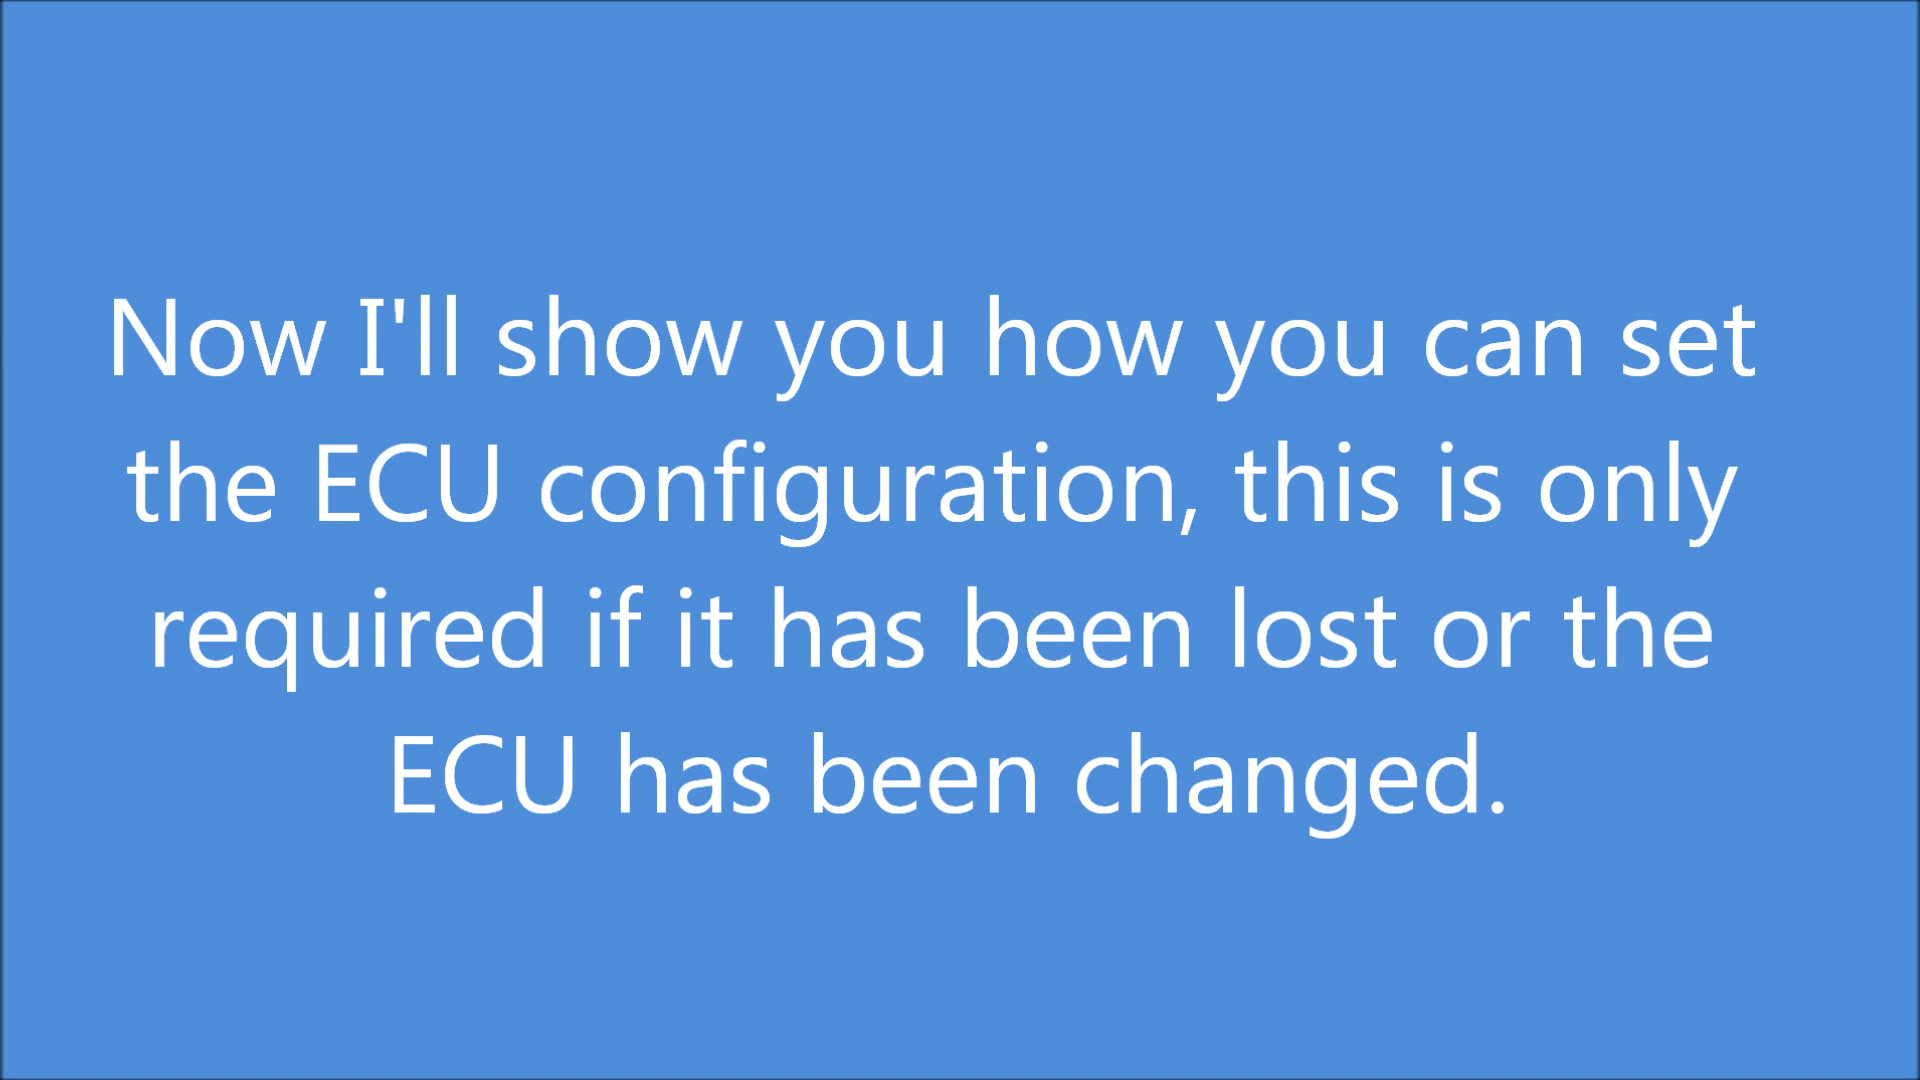 Now I'll show you how you can set
the ECU configuration, this is only
required if it has been lost or the
ECU has been changed.